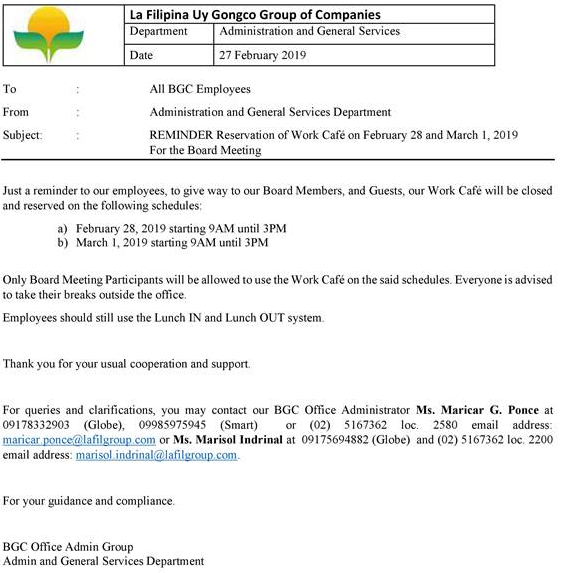 La Filipina Uy Gongco Group of Companies
Department Administration and General Services
Date 27 February 2019
To : All BGC Employees
From : Administration and General Services Department
Subject: : REMINDER Reservation of Work Café on February 28 and March 1, 2019
For the Board Meeting
Just a reminder to our employees, to give way to our Board Members, and Guests, our Work Café will be closed
and reserved on the following schedules:
a) February 28, 2019 starting 9AM until 3PM
b) March 1, 2019 starting 9AM until 3PM
Only Board Meeting Participants will be allowed to use the Work Café on the said schedules. Everyone is advised
to take their breaks outside the office.
Employees should still use the Lunch IN and Lunch OUT system.
Thank you for your usual cooperation and support.
For queries and clarifications, you may contact our BGC Office Administrator Ms. Maricar G. Ponce at
09178332903 (Globe), 09985975945 (Smart) or (02) 5167362 loc. 2580 email address:
maricar.ponce@lafilgroup.com or Ms. Marisol Indrinal at 09175694882 (Globe) and (02) 5167362 loc. 2200
email address: marisol.indrinal@lafilgroup.com.
For your guidance and compliance.
BGC Office Admin Group
Admin and General Services Department